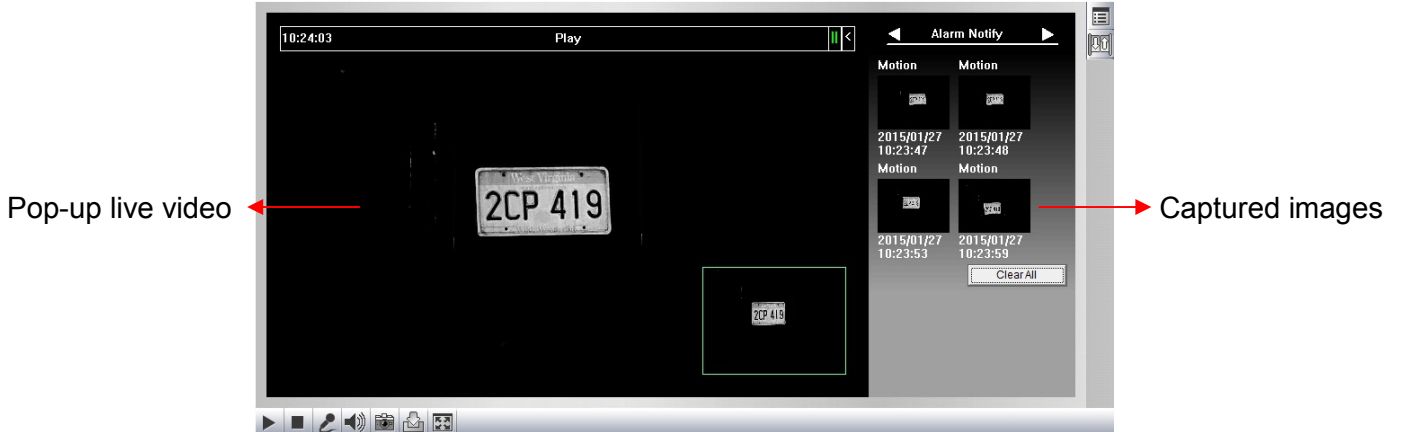 10:24:03 Play
Alarm Notify
Motion Motion
2015/01/27 2015/01/27
10:23:47 10:23:48
Motion Motion
2015/01/27 2015/01/27
10:23:53 10:23:59
Clear All
West Virginia
2CP 419
2CP 419
Pop-up live video
Captured images